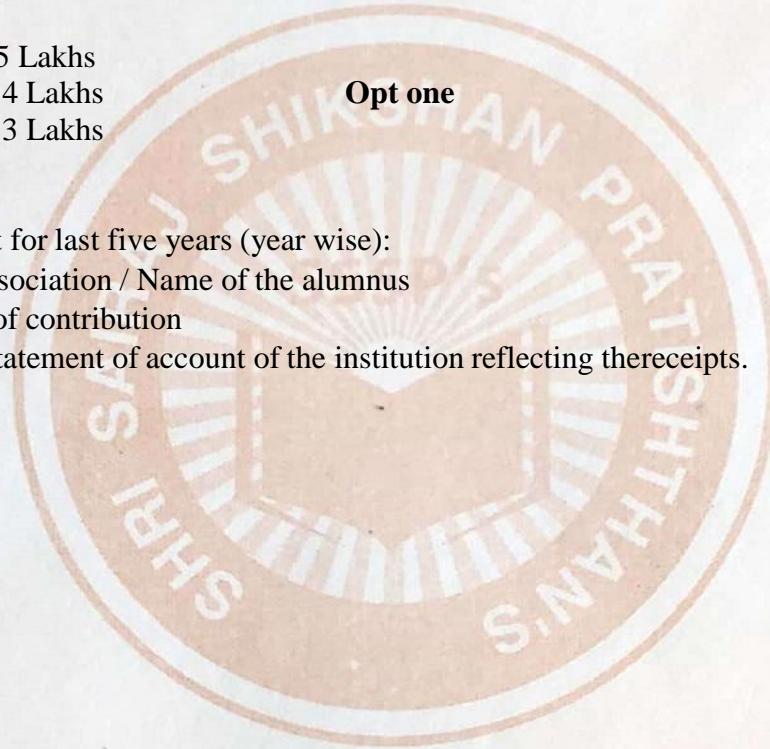 5 Lakhs
4 Lakhs
Opt one
3 Lakhs
for last five years (year wise):
sociation / Name of the alumnus
of contribution
tatement of account of the institution reflecting thereceipts.
SHRI SAIRAJ SHIKSHAN PRATISHTHAN'S
P'S